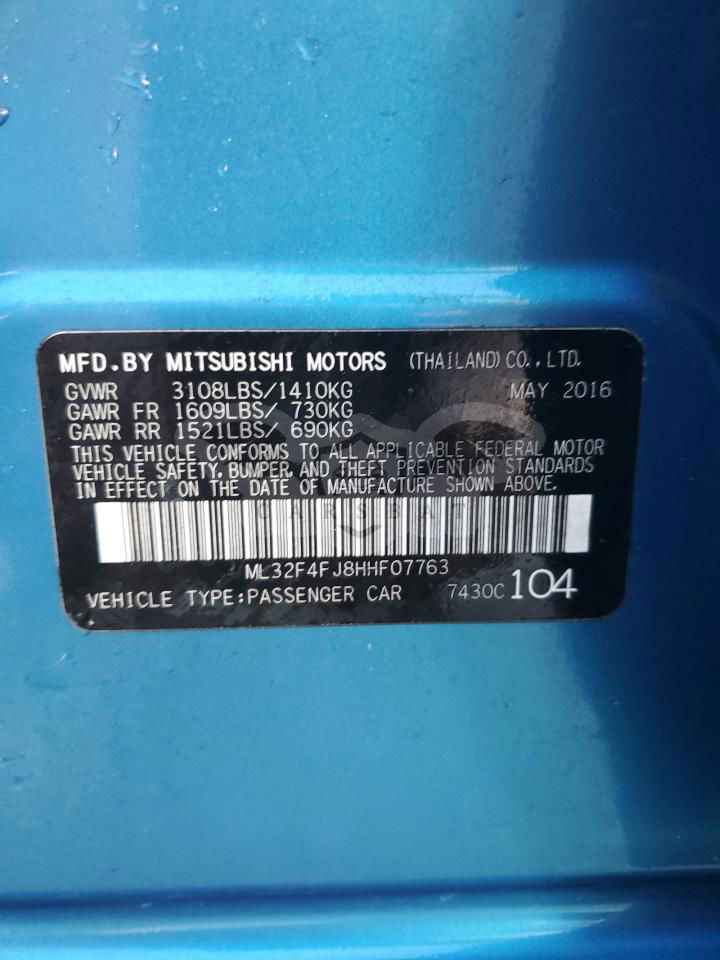 MFD.BY MITSUBISHI MOTORS (THAILAND) CO., LTD.
GVWR 3108LBS/1410KG MAY 2016
GAWR FR 1609LBS/ 730KG
GAWR RR 1521LBS/ 690KG
THIS VEHICLE CONFORMS TO ALL APPLICABLE FEDERAL MOTOR
VEHICLE SAFETY, BUMPER, AND THEFT PREVENTION STANDARDS
IN EFFECT ON THE DATE OF MANUFACTURE SHOWN ABOVE.
ML32F4FJ8HHF07763
VEHICLE TYPE:PASSENGER CAR 7430C 104